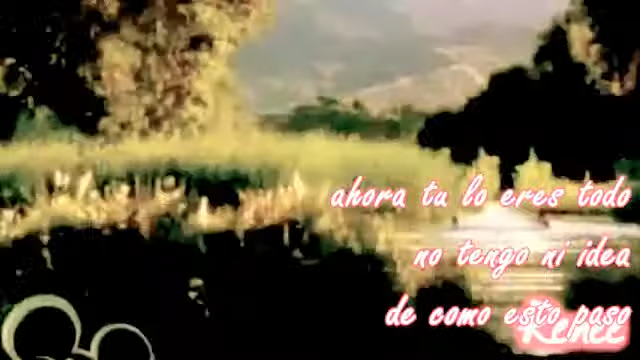 ahora tu lo eres todo
no tengo ni idea
de como esto paso
Renee